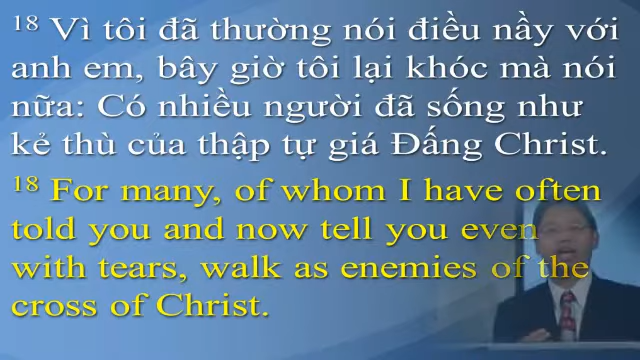 18 Vì tôi đã thường nói điều nầy với
anh em, bây giờ tôi lại khóc mà nói
nữa: Có nhiều người đã sống như
kẻ thù của thập tự giá Đấng Christ.
18 For many, of whom I have often
told you and now tell you even
with tears, walk as enemies of the
cross of Christ.